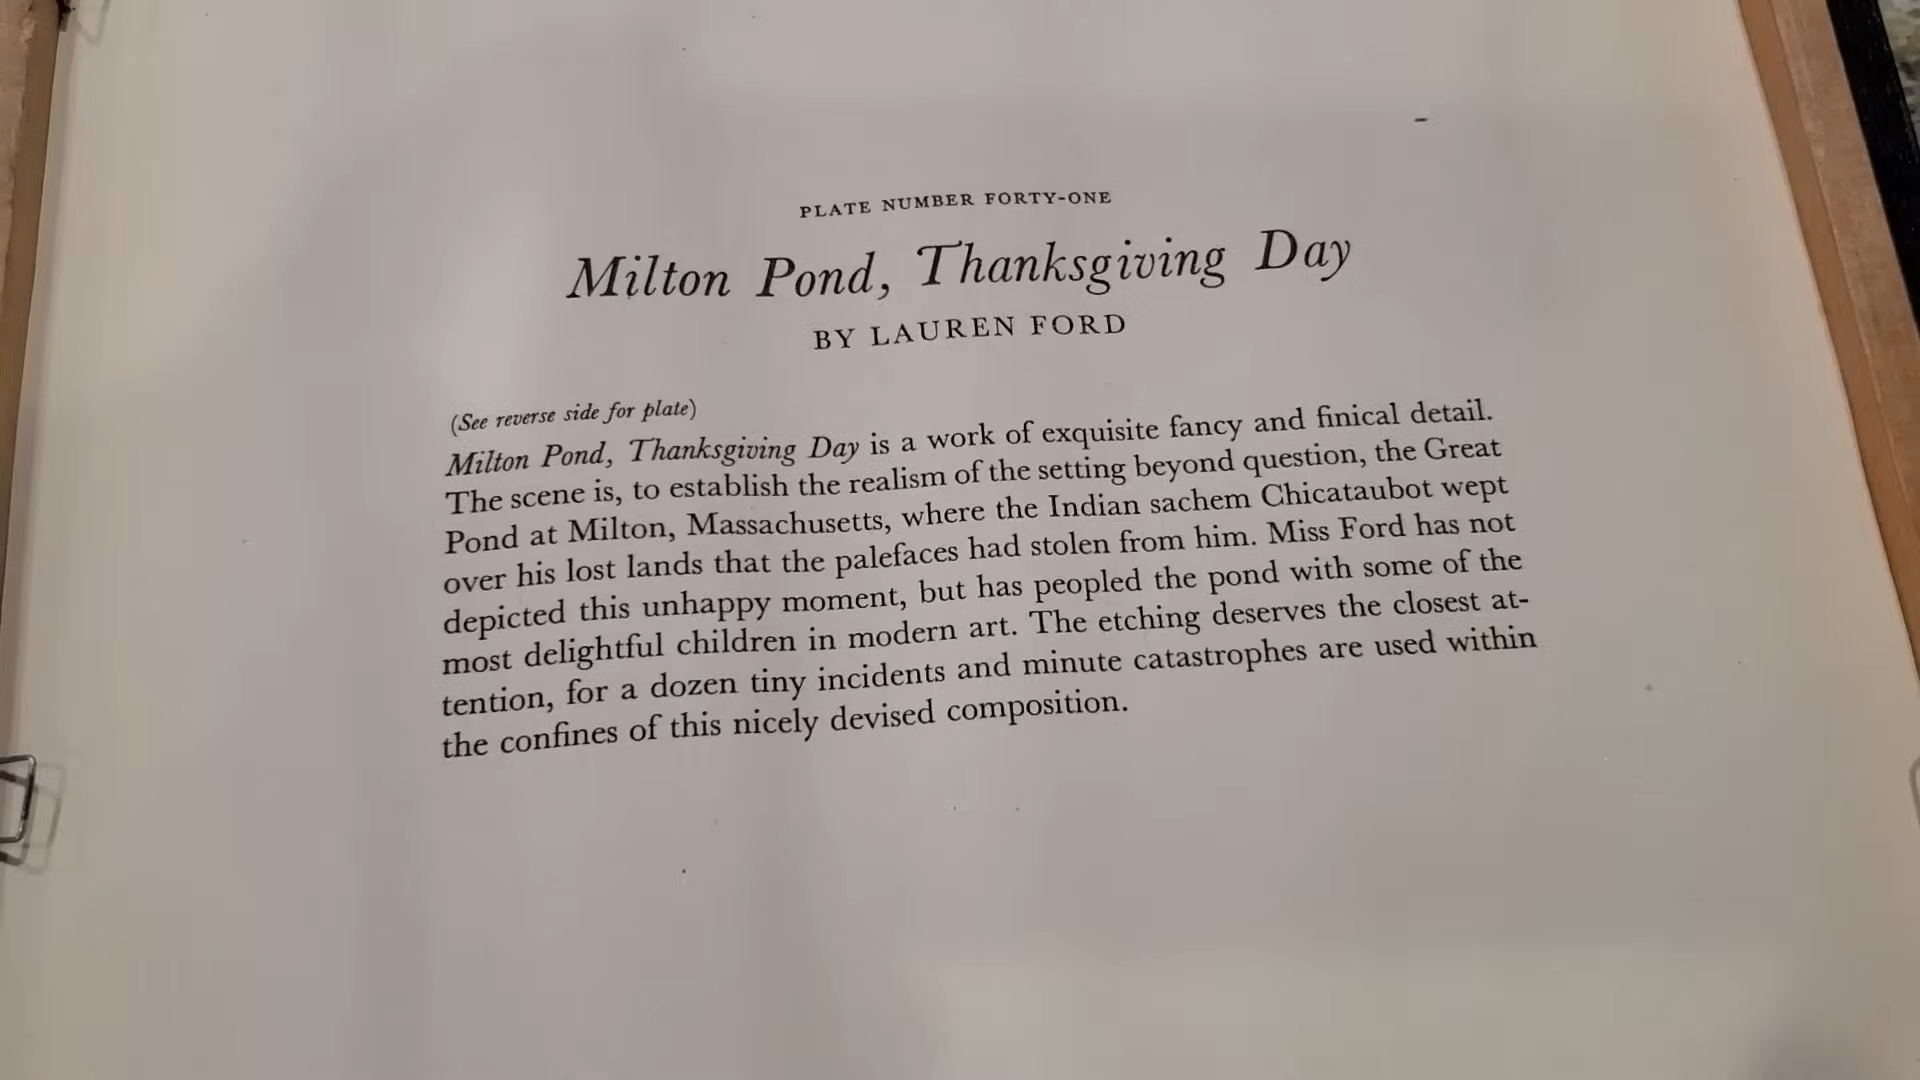 PLATE NUMBER FORTY-ONE
Milton Pond, Thanksgiving Day
BY LAUREN FORD
(See reverse side for plate)
Milton Pond, Thanksgiving Day is a work of exquisite fancy and finical detail.
The scene is, to establish the realism of the setting beyond question, the Great
Pond at Milton, Massachusetts, where the Indian sachem Chicataubot wept
over his lost lands that the palefaces had stolen from him. Miss Ford has not
depicted this unhappy moment, but has peopled the pond with some of the
most delightful children in modern art. The etching deserves the closest at-
tention, for a dozen tiny incidents and minute catastrophes are used within
the confines of this nicely devised composition.